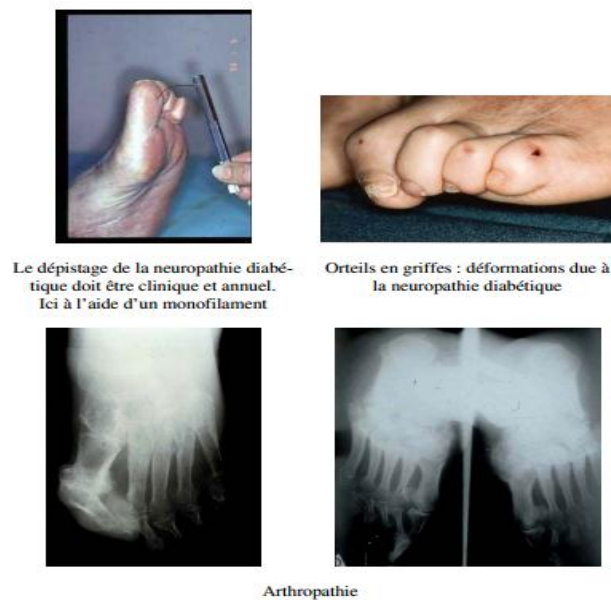 Le dépistage de la neuropathie diabé-
tique doit être clinique et annuel.
Ici à l'aide d'un monofilament
Orteils en griffes : déformations due à
la neuropathie diabétique
Arthropathie